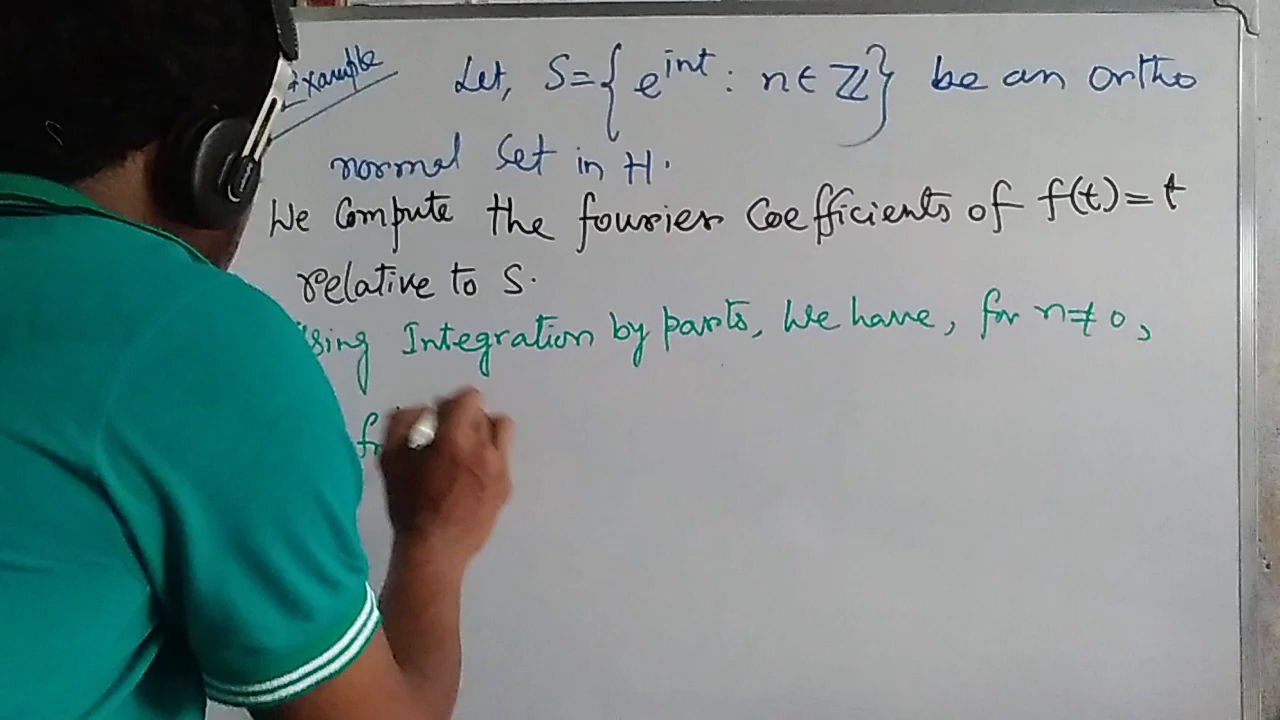 Example
Let, S = { e^{int} : n ∈ ℤ } be an ortho
normal set in H.
We Compute the fourier Coefficients of f(t) = t
relative to S.
sing Integration by parts, We have, for n ≠ 0,